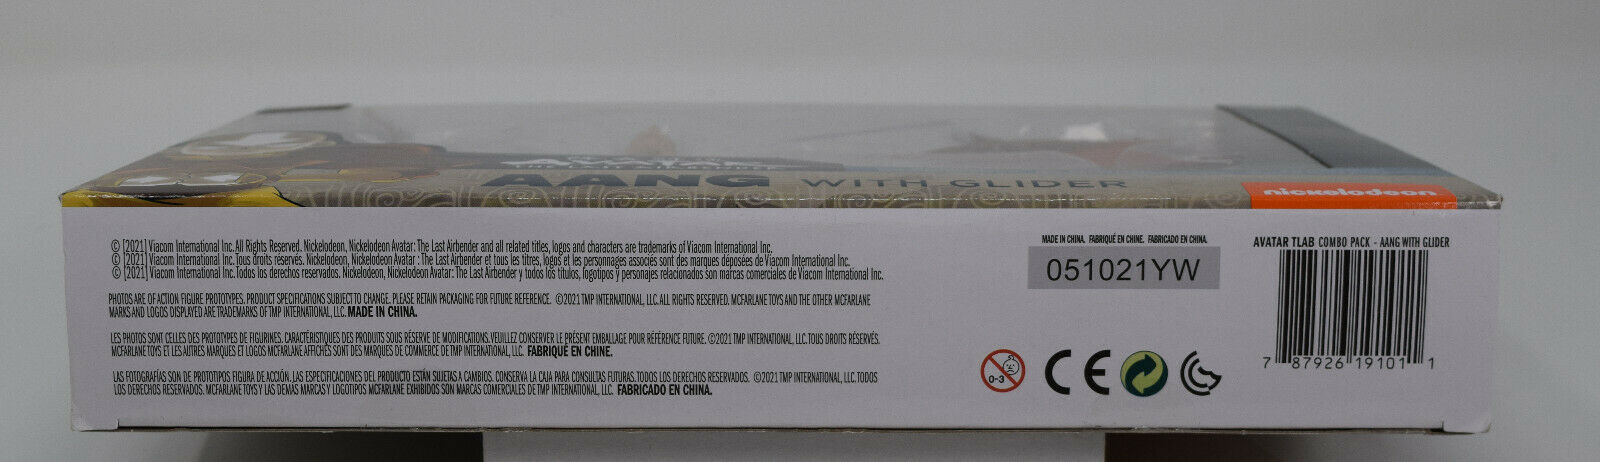 AVATAR
AANG WITH GLIDER
nickelodeon
© [2021] Viacom International Inc. All Rights Reserved. Nickelodeon, Nickelodeon Avatar: The Last Airbender and all related titles, logos and characters are trademarks of Viacom International Inc.
© [2021] Viacom International Inc. Tous droits réservés. Nickelodeon, Nickelodeon Avatar : The Last Airbender et tous les titres, logos et les personnages associés sont des marques déposées de Viacom International Inc.
© [2021] Viacom International Inc. Todos los derechos reservados. Nickelodeon, Nickelodeon Avatar: The Last Airbender y todos los títulos, logotipos y personajes relacionados son marcas comerciales de Viacom International Inc.
PHOTOS ARE OF ACTION FIGURE PROTOTYPES. PRODUCT SPECIFICATIONS SUBJECT TO CHANGE. PLEASE RETAIN PACKAGING FOR FUTURE REFERENCE. ©2021 TMP INTERNATIONAL, LLC. ALL RIGHTS RESERVED. MCFARLANE TOYS AND THE OTHER MCFARLANE
MARKS AND LOGOS DISPLAYED ARE TRADEMARKS OF TMP INTERNATIONAL, LLC. MADE IN CHINA.
LES PHOTOS SONT CELLES DES PROTOTYPES DE FIGURINES. CARACTÉRISTIQUES DES PRODUITS SOUS RÉSERVE DE MODIFICATIONS. VEUILLEZ CONSERVER LE PRÉSENT EMBALLAGE POUR RÉFÉRENCE FUTURE. ©2021 TMP INTERNATIONAL, LLC. TOUS DROITS RÉSERVÉS.
MCFARLANE TOYS ET LES AUTRES MARQUES ET LOGOS MCFARLANE AFFICHÉS SONT DES MARQUES DE COMMERCE DE TMP INTERNATIONAL, LLC. FABRIQUÉ EN CHINE.
LAS FOTOGRAFÍAS SON DE PROTOTIPOS FIGURA DE ACCIÓN. LAS ESPECIFICACIONES DEL PRODUCTO ESTÁN SUJETAS A CAMBIOS. CONSERVA LA CAJA PARA CONSULTAS FUTURAS. TODOS LOS DERECHOS RESERVADOS. ©2021 TMP INTERNATIONAL, LLC. TODOS
LOS DERECHOS RESERVADOS. MCFARLANE TOYS Y LAS DEMAS MARCAS Y LOGOTIPOS MCFARLANE EXHIBIDOS SON MARCAS COMERCIALES DE TMP INTERNATIONAL, LLC. FABRICADO EN CHINA.
MADE IN CHINA. FABRIQUÉ EN CHINE. FABRICADO EN CHINA.
051021YW
0-3
CE
AVATAR TLAB COMBO PACK - AANG WITH GLIDER
7 87926 19101 1